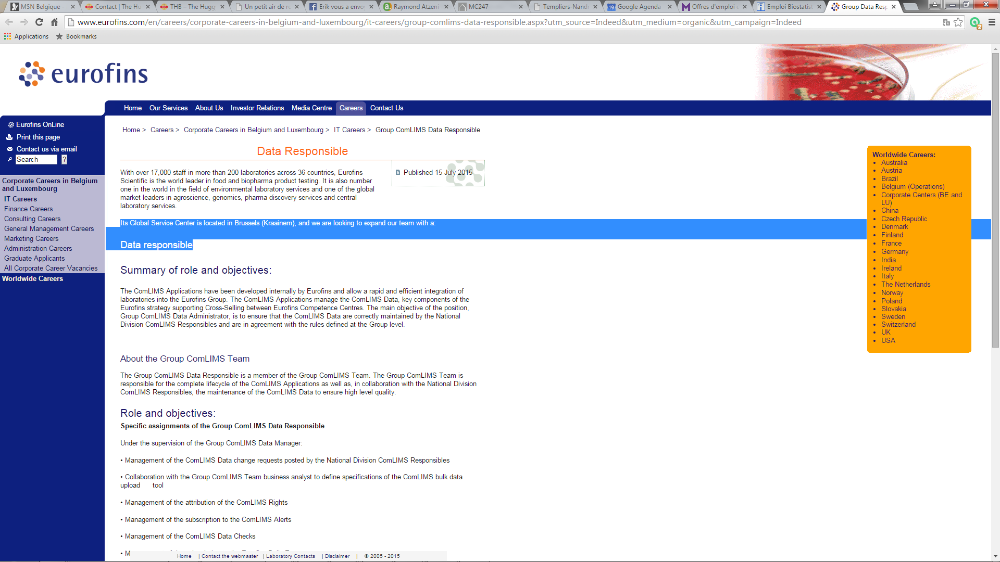 MSN Belgique -
Contact | The Hu
THB – The Hugg
Un petit air de re
Erik vous a envoy
Raymond Atzeni
MC247
Templiers-Nandr
19 Google Agenda
Offres d'emploi e
Emploi Biostatist
Group Data Resp
www.eurofins.com/en/careers/corporate-careers-in-belgium-and-luxembourg/it-careers/group-comlims-data-responsible.aspx?utm_source=Indeed&utm_medium=organic&utm_campaign=Indeed
2
Applications Bookmarks
eurofins
Home Our Services About Us Investor Relations Media Centre Careers Contact Us
Eurofins OnLine
Print this page
Contact us via email
Search ?
Corporate Careers in Belgium
and Luxembourg
IT Careers
Finance Careers
Consulting Careers
General Management Careers
Marketing Careers
Administration Careers
Graduate Applicants
All Corporate Career Vacancies
Worldwide Careers
Home > Careers > Corporate Careers in Belgium and Luxembourg > IT Careers > Group ComLIMS Data Responsible
Data Responsible
Published 15 July 2015
With over 17,000 staff in more than 200 laboratories across 36 countries, Eurofins
Scientific is the world leader in food and biopharma product testing. It is also number
one in the world in the field of environmental laboratory services and one of the global
market leaders in agroscience, genomics, pharma discovery services and central
laboratory services.
Its Global Service Center is located in Brussels (Kraainem), and we are looking to expand our team with a:
Data responsible
Summary of role and objectives:
The ComLIMS Applications have been developed internally by Eurofins and allow a rapid and efficient integration of
laboratories into the Eurofins Group. The ComLIMS Applications manage the ComLIMS Data, key components of the
Eurofins strategy supporting Cross-Selling between Eurofins Competence Centres. The main objective of the position,
Group ComLIMS Data Administrator, is to ensure that the ComLIMS Data are correctly maintained by the National
Division ComLIMS Responsibles and are in agreement with the rules defined at the Group level.
About the Group ComLIMS Team
The Group ComLIMS Data Responsible is a member of the Group ComLIMS Team. The Group ComLIMS Team is
responsible for the complete lifecycle of the ComLIMS Applications as well as, in collaboration with the National Division
ComLIMS Responsibles, the maintenance of the ComLIMS Data to ensure high level quality.
Role and objectives:
Specific assignments of the Group ComLIMS Data Responsible
Under the supervision of the Group ComLIMS Data Manager:
• Management of the ComLIMS Data change requests posted by the National Division ComLIMS Responsibles
• Collaboration with the Group ComLIMS Team business analyst to define specifications of the ComLIMS bulk data
upload tool
• Management of the attribution of the ComLIMS Rights
• Management of the subscription to the ComLIMS Alerts
• Management of the ComLIMS Data Checks
Worldwide Careers:
• Australia
• Austria
• Brazil
• Belgium (Operations)
• Corporate Centers (BE and
LU)
• China
• Czech Republic
• Denmark
• Finland
• France
• Germany
• India
• Ireland
• Italy
• The Netherlands
• Norway
• Poland
• Slovakia
• Sweden
• Switzerland
• UK
• USA
Home | Contact the webmaster | Laboratory Contacts | Disclaimer | © 2005 - 2015